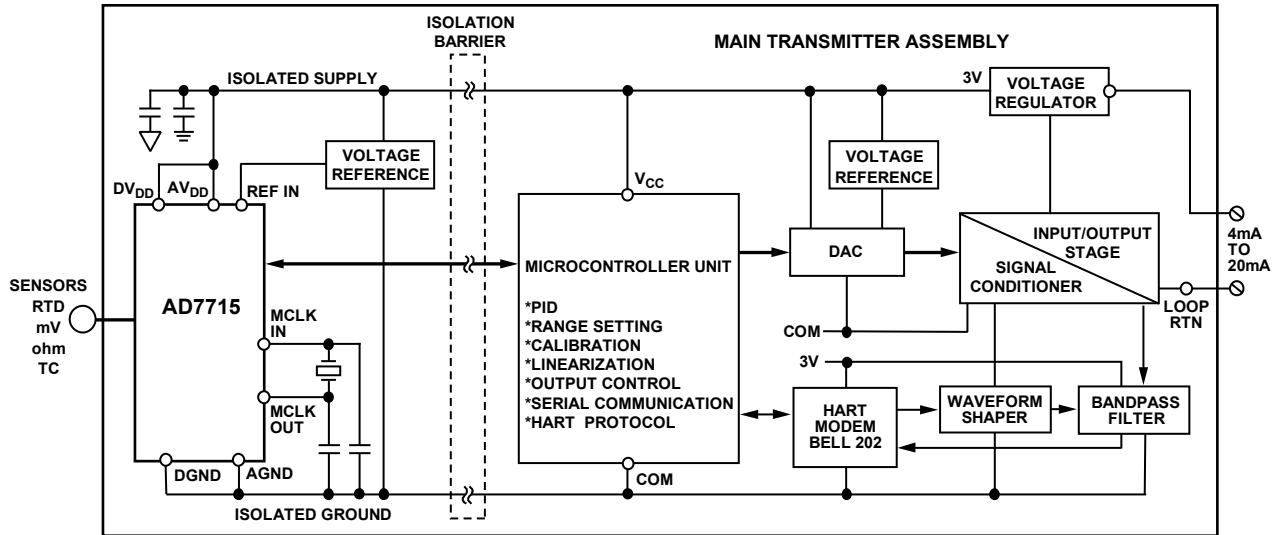 ISOLATION
BARRIER
MAIN TRANSMITTER ASSEMBLY
ISOLATED SUPPLY
3V
VOLTAGE
REGULATOR
VOLTAGE
REFERENCE
VOLTAGE
REFERENCE
DVDD
AVDD
REF IN
VCC
4mA
TO
20mA
SENSORS
RTD
mV
ohm
TC
AD7715
MCLK
IN
MCLK
OUT
DGND
AGND
ISOLATED GROUND
MICROCONTROLLER UNIT
*PID
*RANGE SETTING
*CALIBRATION
*LINEARIZATION
*OUTPUT CONTROL
*SERIAL COMMUNICATION
*HART PROTOCOL
COM
DAC
INPUT/OUTPUT
STAGE
SIGNAL
CONDITIONER
LOOP
RTN
COM
3V
HART
MODEM
BELL 202
WAVEFORM
SHAPER
BANDPASS
FILTER